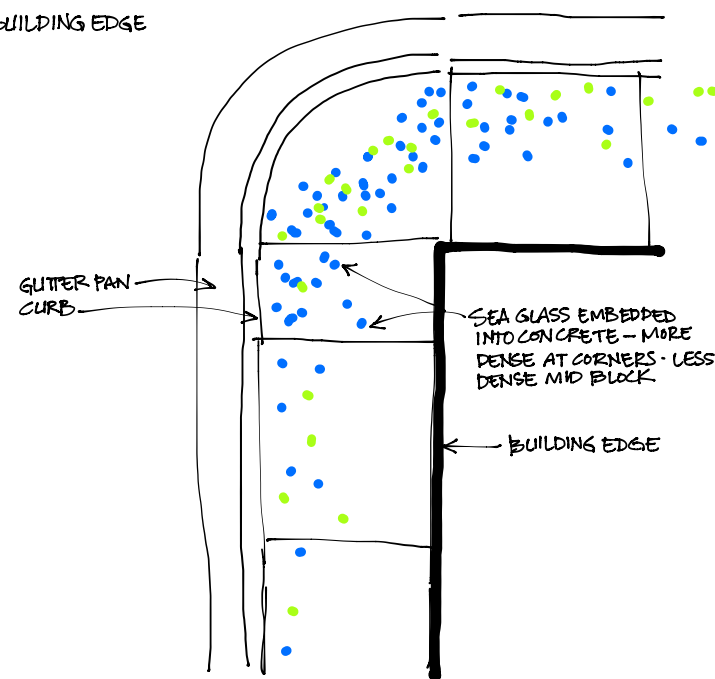 BUILDING EDGE
GUTTER PAN
CURB
SEA GLASS EMBEDDED
INTO CONCRETE - MORE
DENSE AT CORNERS · LESS
DENSE MID BLOCK
BUILDING EDGE